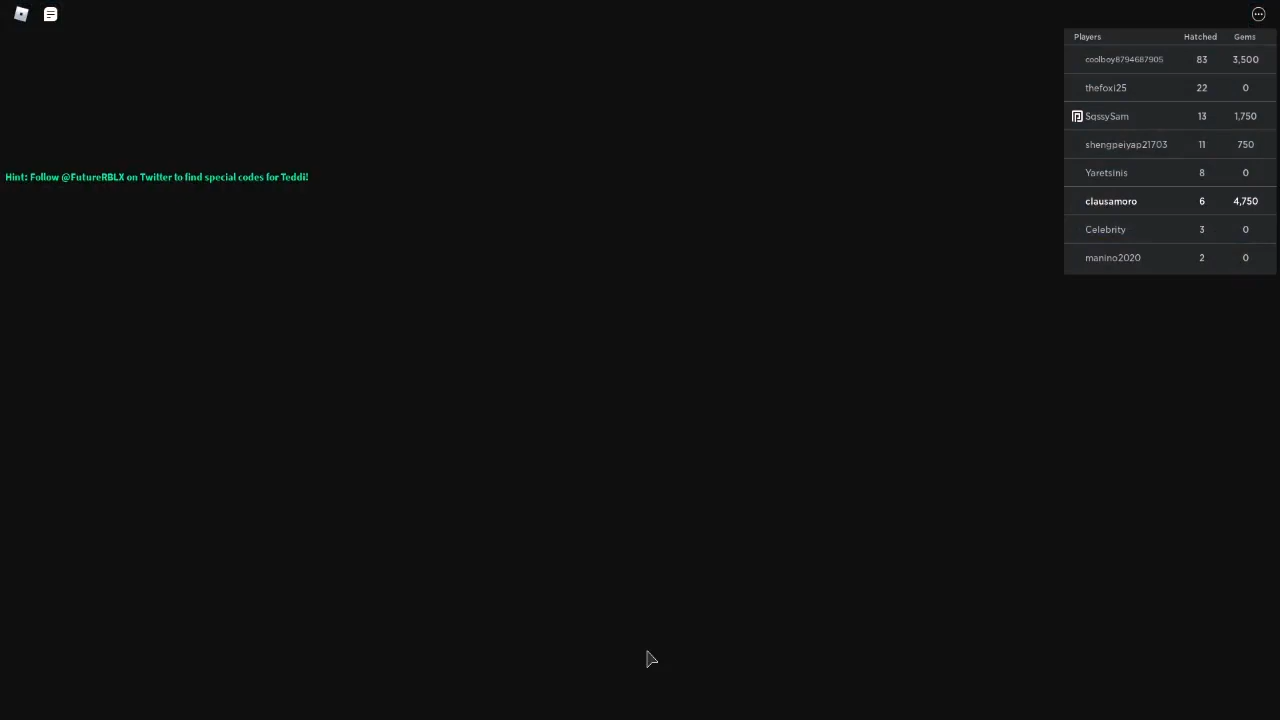 Players Hatched Gems
coolboy8794687905 83 3,500
thefoxi25 22 0
SqssySam 13 1,750
shengpeiyap21703 11 750
Hint: Follow @FutureRBLX on Twitter to find special codes for Teddi!
Yaretsinis 8 0
clausamoro 6 4,750
Celebrity 3 0
manino2020 2 0